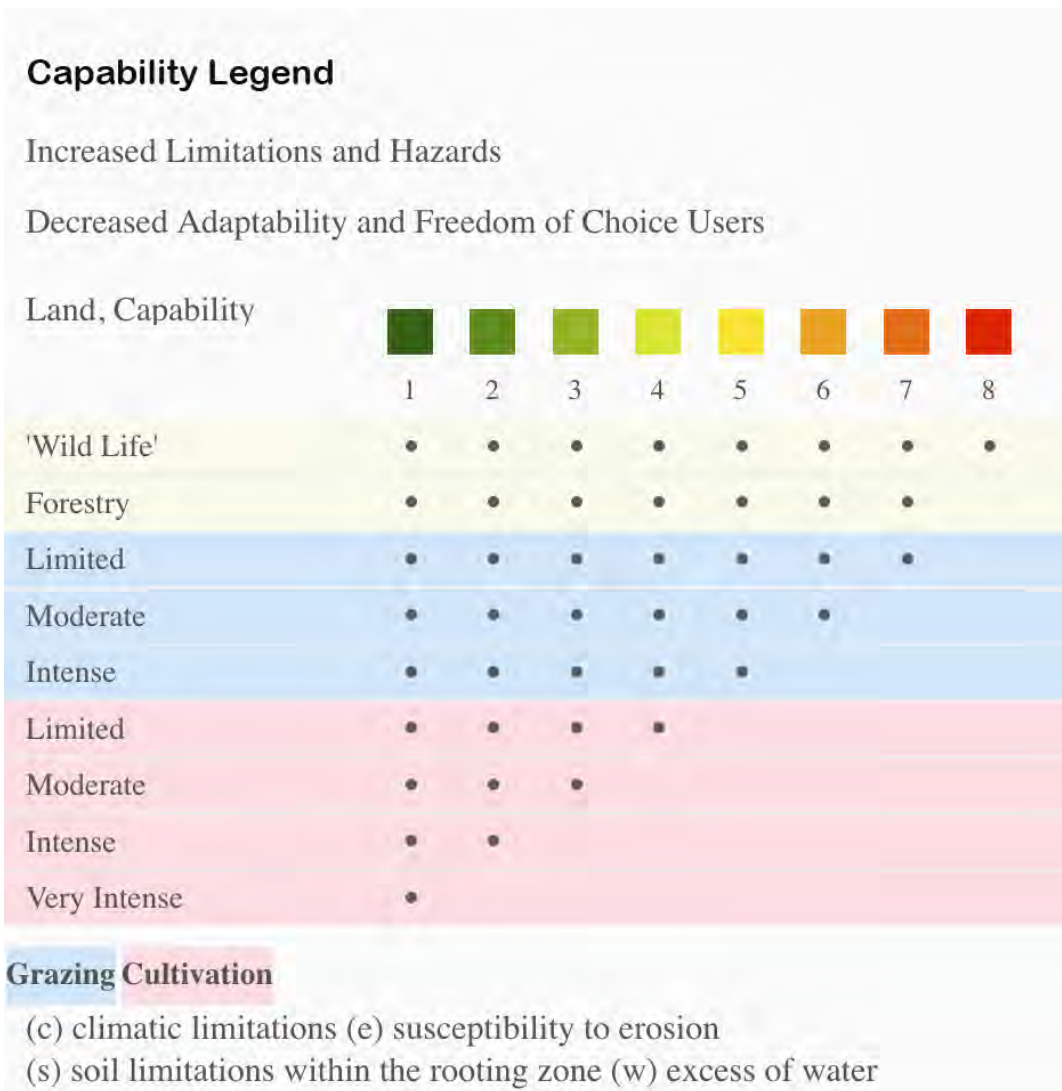 Capability Legend
Increased Limitations and Hazards
Decreased Adaptability and Freedom of Choice Users
Land, Capability
1 2 3 4 5 6 7 8
'Wild Life'
Forestry
Limited
Moderate
Intense
Limited
Moderate
Intense
Very Intense
Grazing Cultivation
(c) climatic limitations (e) susceptibility to erosion
(s) soil limitations within the rooting zone (w) excess of water